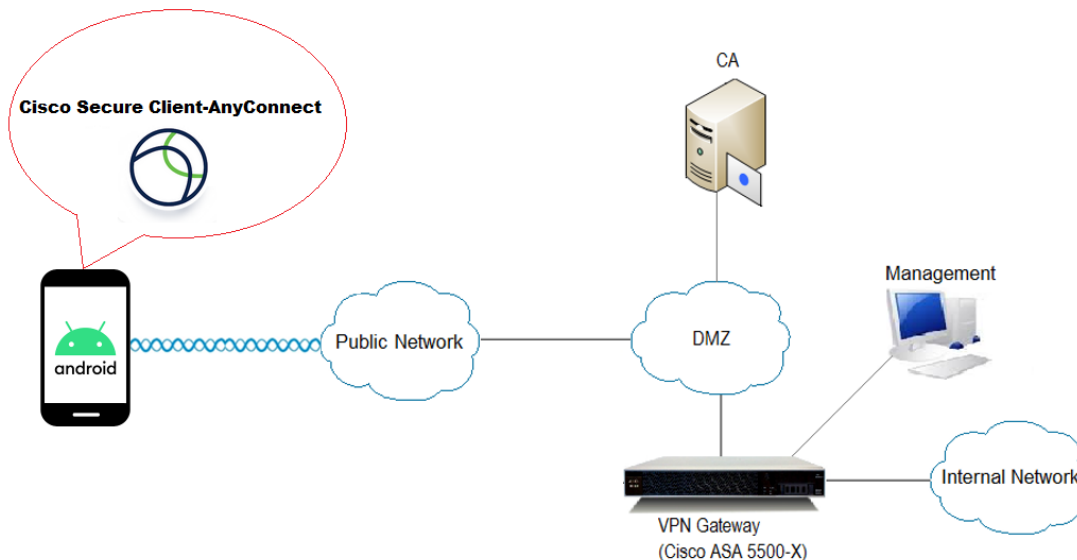 Cisco Secure Client-AnyConnect
android
Public Network
CA
DMZ
Management
VPN Gateway
(Cisco ASA 5500-X)
Internal Network